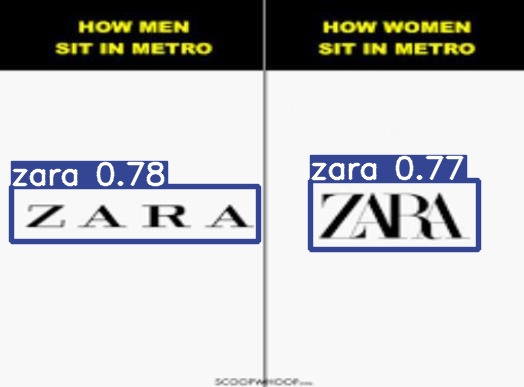 HOW MEN
SIT IN METRO
HOW WOMEN
SIT IN METRO
zara 0.78
ZARA
zara 0.77
ZARA